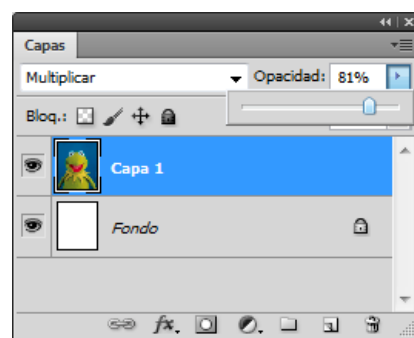 Capas
Multiplicar Opacidad: 81%
Bloq.:
Capa 1
Fondo
fx.